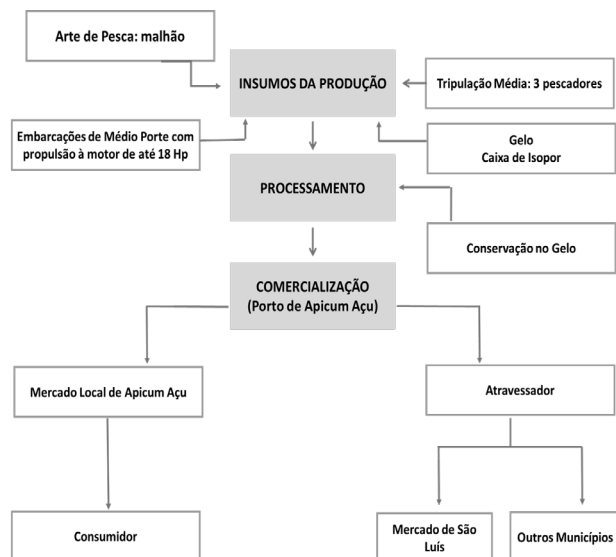 Arte de Pesca: malhão
INSUMOS DA PRODUÇÃO
Tripulação Média: 3 pescadores
Embarcações de Médio Porte com
propulsão à motor de até 18 Hp
Gelo
Caixa de Isopor
PROCESSAMENTO
Conservação no Gelo
COMERCIALIZAÇÃO
(Porto de Apicum Açu)
Mercado Local de Apicum Açu
Atravessador
Consumidor
Mercado de São
Luís
Outros Municípios